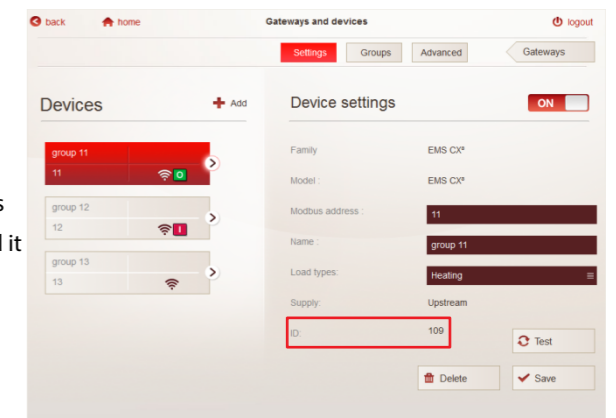 back home Gateways and devices logout
Settings Groups Advanced Gateways
Devices Add Device settings ON
group 11
11 O
group 12
12 I
group 13
13
Family EMS CX³
Model : EMS CX³
Modbus address : 11
Name : group 11
Load types: Heating
Supply: Upstream
ID: 109
Test
Delete Save
s
it